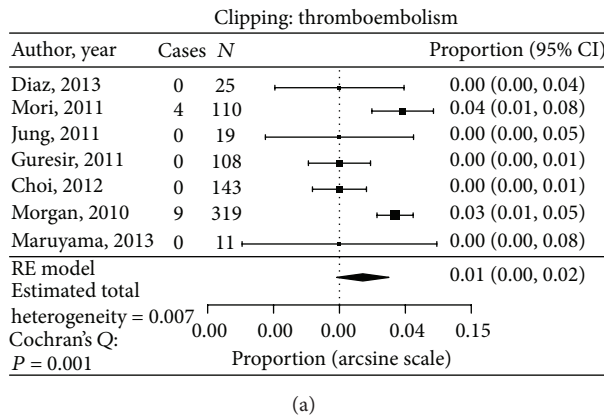 Clipping: thromboembolism
Author, year Cases N Proportion (95% CI)
Diaz, 2013 0 25 0.00 (0.00, 0.04)
Mori, 2011 4 110 0.04 (0.01, 0.08)
Jung, 2011 0 19 0.00 (0.00, 0.05)
Guresir, 2011 0 108 0.00 (0.00, 0.01)
Choi, 2012 0 143 0.00 (0.00, 0.01)
Morgan, 2010 9 319 0.03 (0.01, 0.05)
Maruyama, 2013 0 11 0.00 (0.00, 0.08)
RE model 0.01 (0.00, 0.02)
Estimated total
heterogeneity = 0.007
0.00 0.00 0.00 0.04 0.15
Cochran's Q:
P = 0.001
Proportion (arcsine scale)
(a)